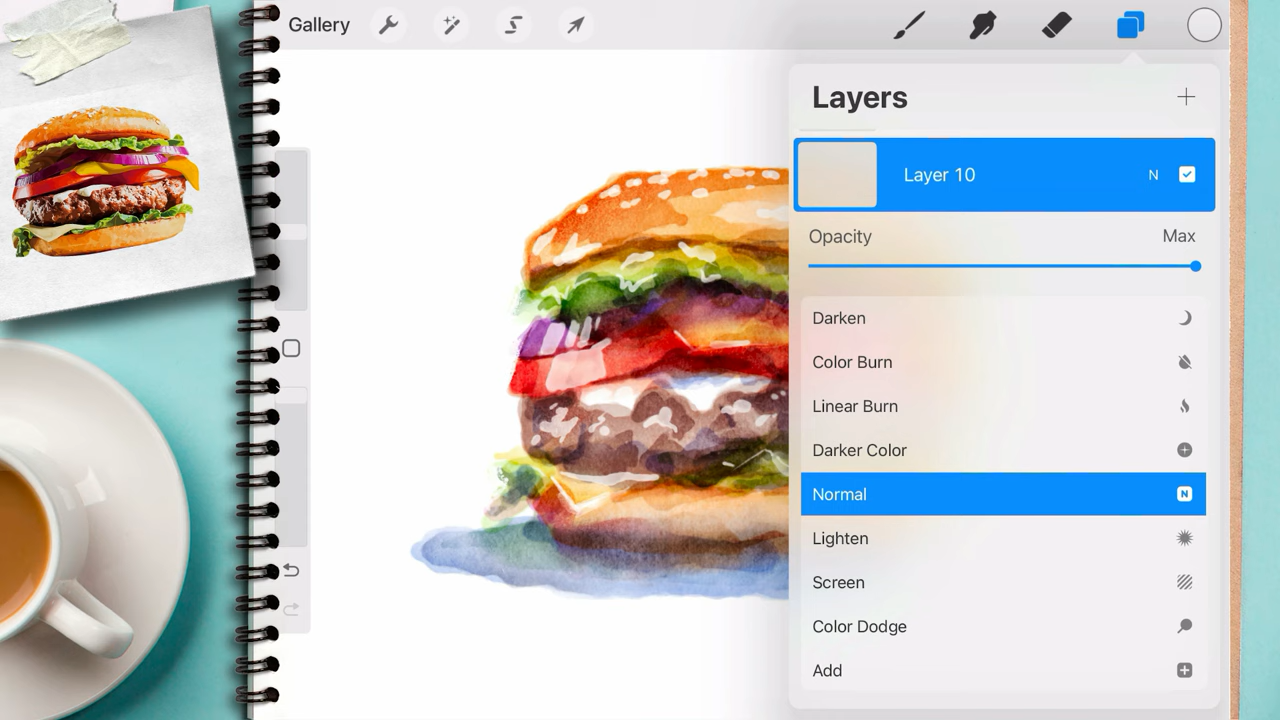 Gallery
Layers
Layer 10 N
Opacity Max
Darken
Color Burn
Linear Burn
Darker Color
Normal N
Lighten
Screen
Color Dodge
Add